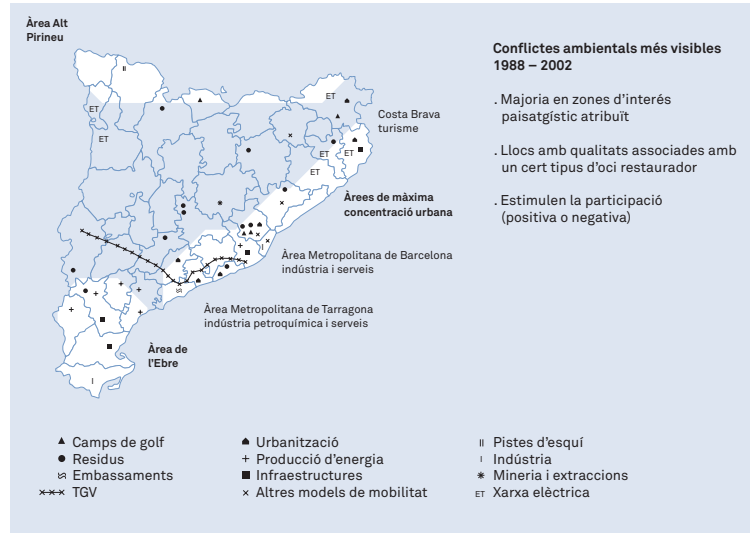 Àrea Alt
Pirineu
Conflictes ambientals més visibles
1988 – 2002
. Majoria en zones d'interés
paisatgístic atribuït
. Llocs amb qualitats associades amb
un cert tipus d'oci restaurador
. Estimulen la participació
(positiva o negativa)
ET
ET
ET
ET
ET
ET
Costa Brava
turisme
Àrees de màxima
concentració urbana
Àrea Metropolitana de Barcelona
indústria i serveis
Àrea Metropolitana de Tarragona
indústria petroquímica i serveis
Àrea de
l'Ebre
Camps de golf
Residus
Embassaments
TGV
Urbanització
Producció d'energia
Infraestructures
Altres models de mobilitat
Pistes d'esquí
Indústria
Mineria i extraccions
ET Xarxa elèctrica